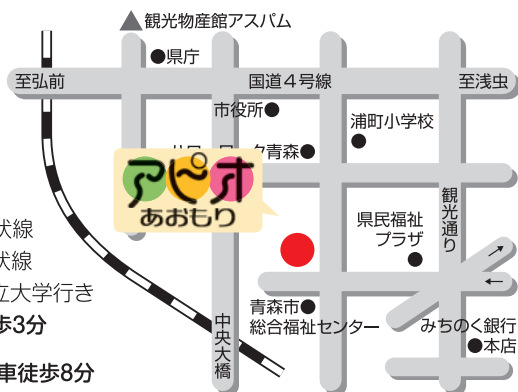 観光物産館アスパム
県庁
至弘前
国道4号線
至浅虫
市役所
浦町小学校
青森
アピオ
あおもり
観光通り
県民福祉
プラザ
伏線
伏線
立大学行き
歩3分
車徒歩8分
中央大橋
青森市
総合福祉センター
みちのく銀行
本店